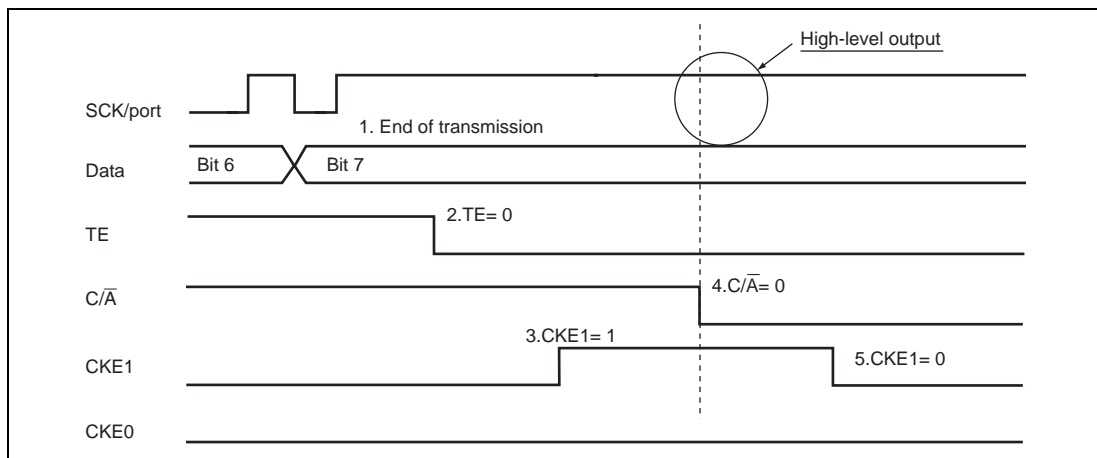 High-level output
SCK/port
1. End of transmission
Data
Bit 6
Bit 7
TE
2.TE= 0
C/A̅
4.C/A̅= 0
3.CKE1= 1
CKE1
5.CKE1= 0
CKE0